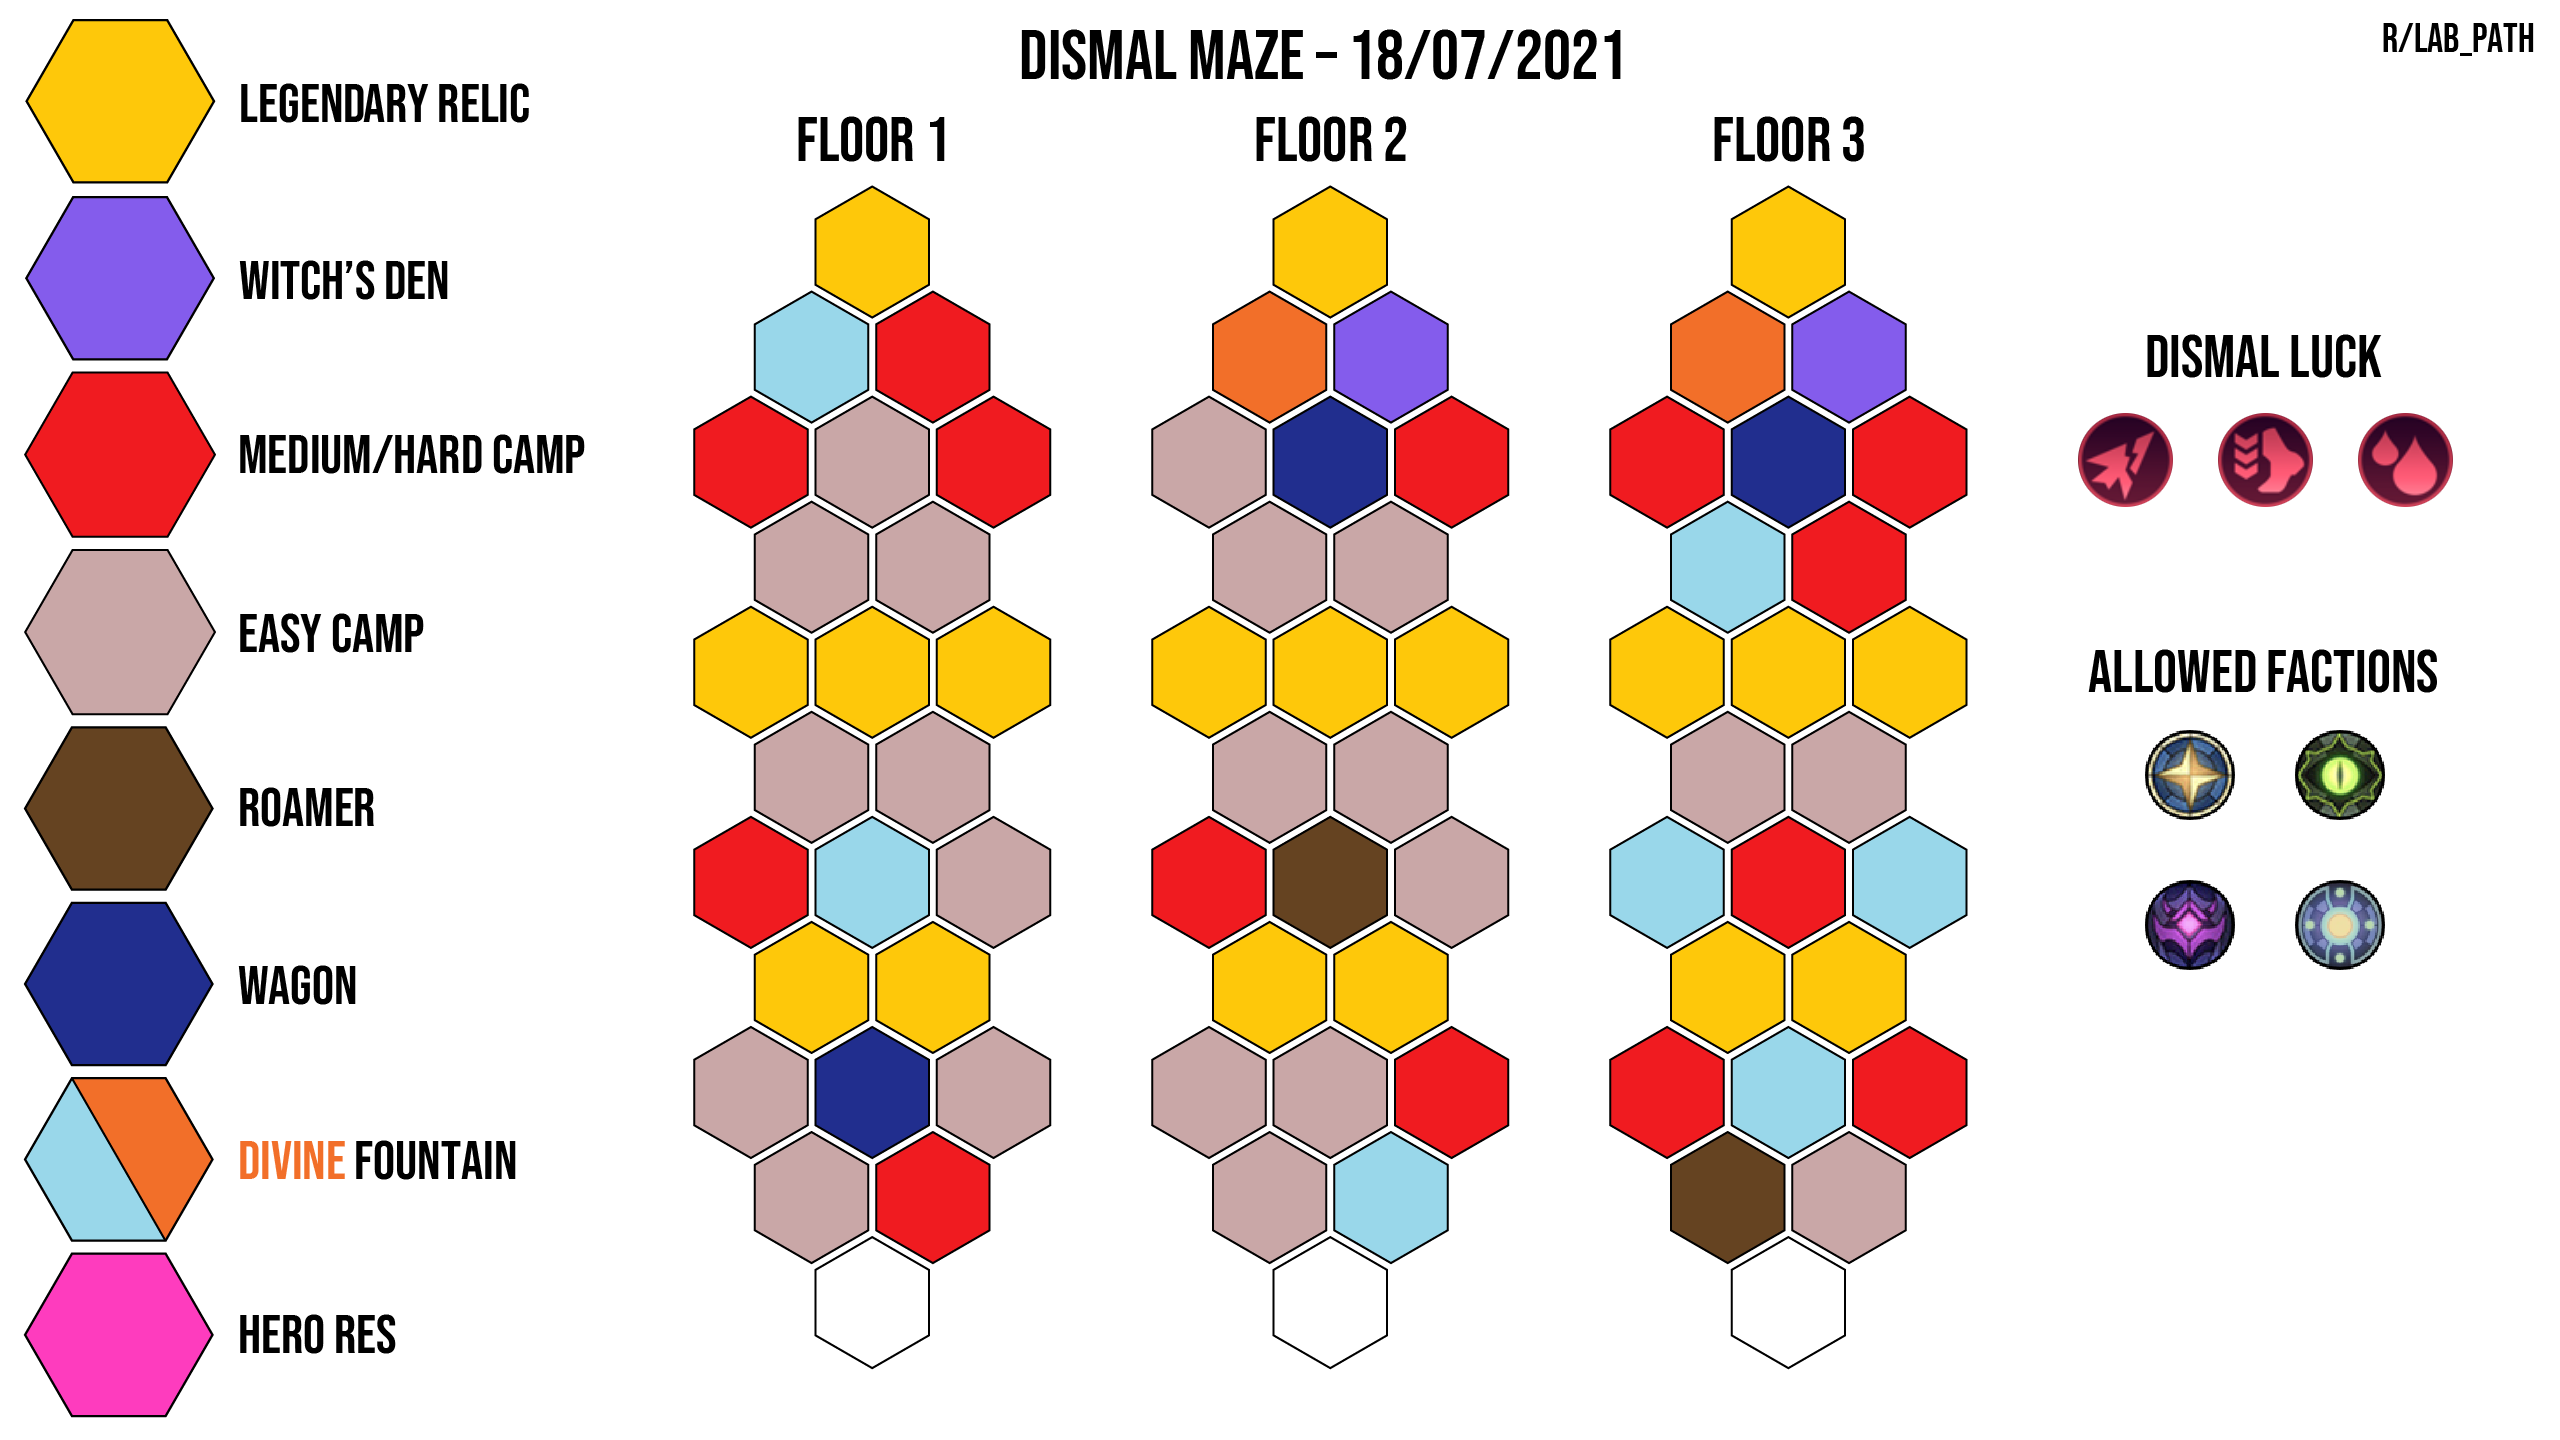 DISMAL MAZE – 18/07/2021
R/LAB_PATH
LEGENDARY RELIC
WITCH'S DEN
MEDIUM/HARD CAMP
EASY CAMP
ROAMER
WAGON
DIVINE FOUNTAIN
HERO RES
FLOOR 1
FLOOR 2
FLOOR 3
DISMAL LUCK
ALLOWED FACTIONS